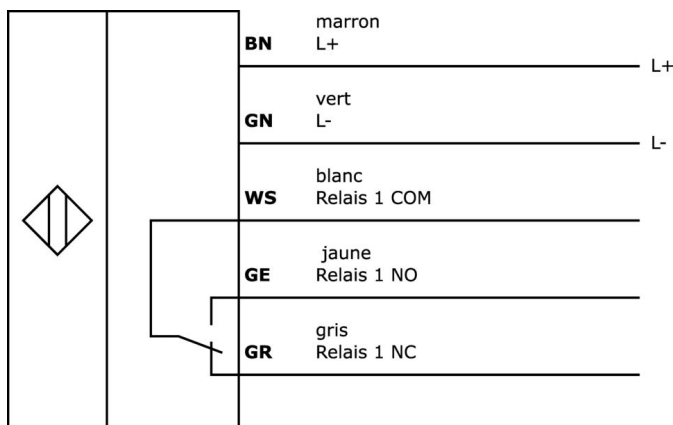 marron
BN L+
L+
vert
GN L-
L-
blanc
WS Relais 1 COM
jaune
GE Relais 1 NO
gris
GR Relais 1 NC